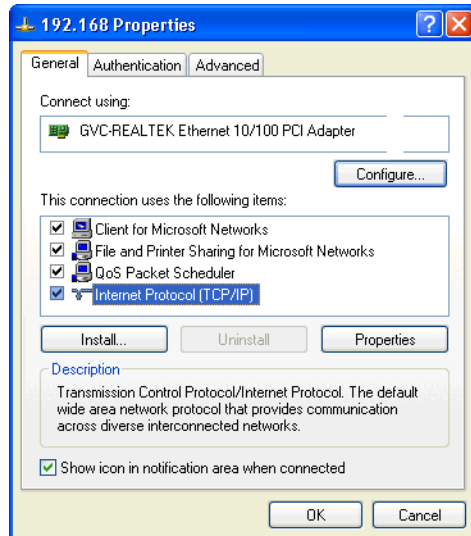 192.168 Properties
General
Authentication
Advanced
Connect using:
GVC-REALTEK Ethernet 10/100 PCI Adapter
Configure...
This connection uses the following items:
Client for Microsoft Networks
File and Printer Sharing for Microsoft Networks
QoS Packet Scheduler
Internet Protocol (TCP/IP)
Install...
Uninstall
Properties
Description
Transmission Control Protocol/Internet Protocol. The default
wide area network protocol that provides communication
across diverse interconnected networks.
Show icon in notification area when connected
OK
Cancel